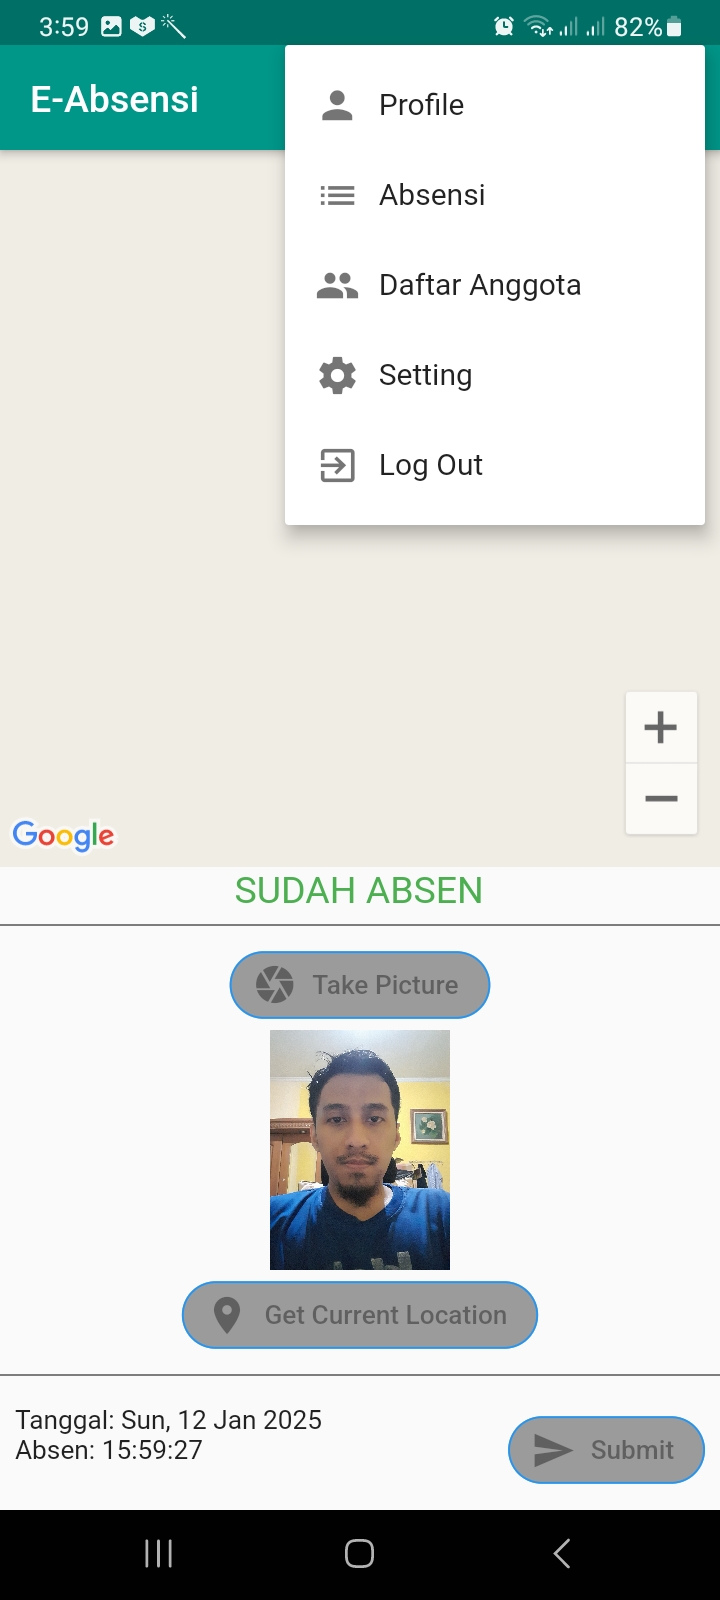 3:59
82%
E-Absensi
Profile
Absensi
Daftar Anggota
Setting
Log Out
Google
SUDAH ABSEN
Take Picture
Get Current Location
Tanggal: Sun, 12 Jan 2025
Absen: 15:59:27
Submit